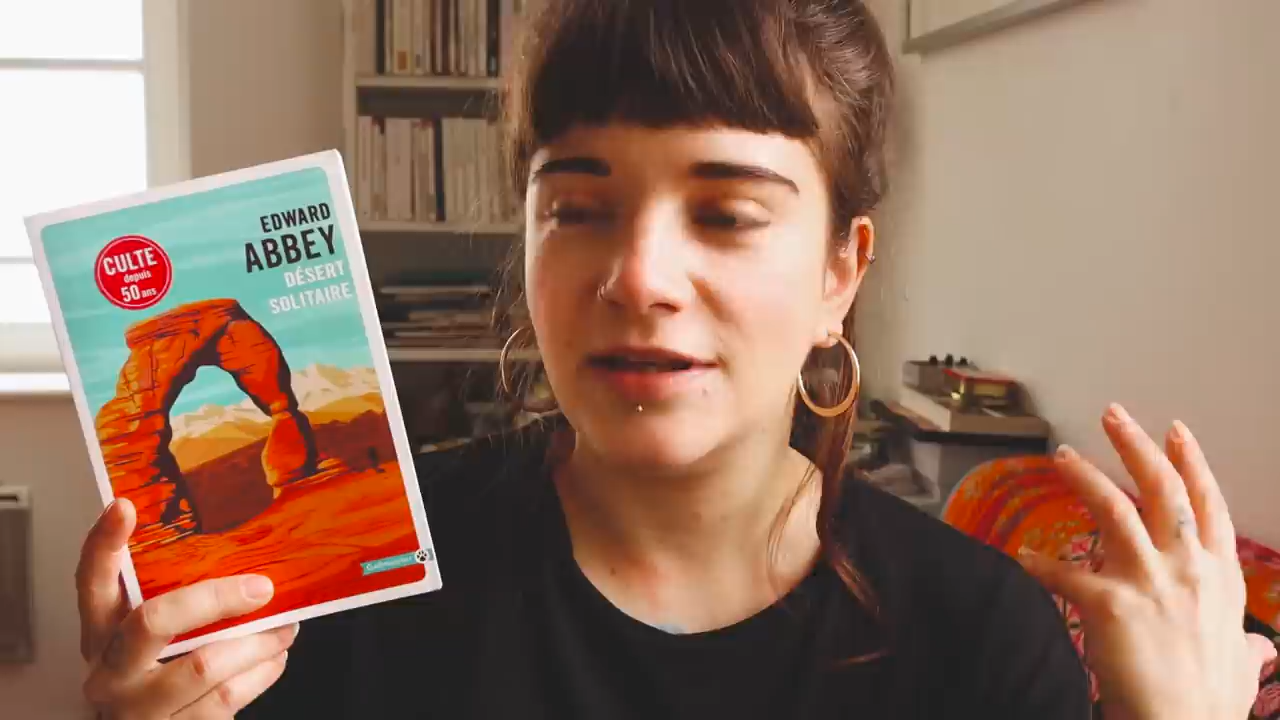 EDWARD
ABBEY
DÉSERT
SOLITAIRE
CULTE
depuis
50 ans